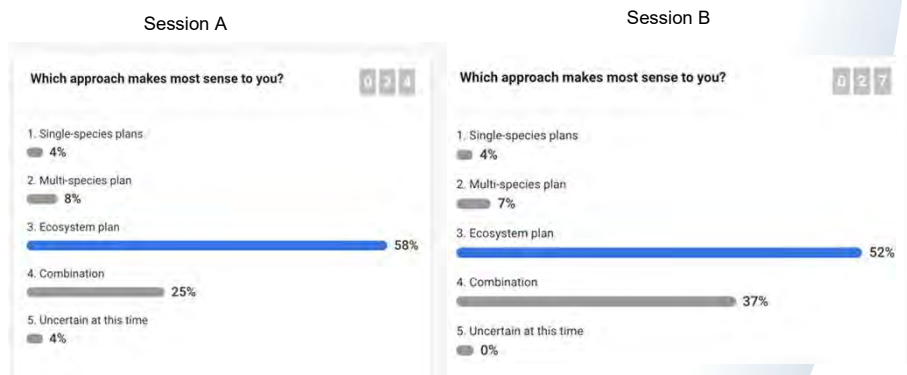 Session A
Which approach makes most sense to you?
1. Single-species plans
4%
2. Multi-species plan
8%
3. Ecosystem plan
58%
4. Combination
25%
5. Uncertain at this time
4%
Session B
Which approach makes most sense to you?
0 2 7
1. Single-species plans
4%
2. Multi-species plan
7%
3. Ecosystem plan
52%
4. Combination
37%
5. Uncertain at this time
0%